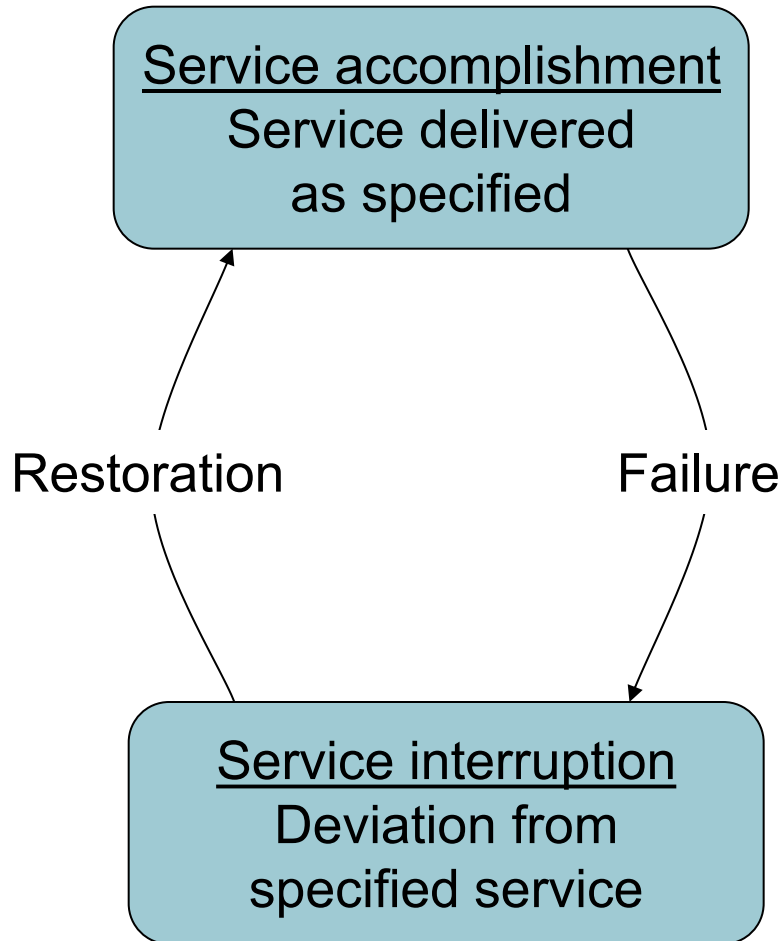 Service accomplishment
Service delivered
as specified
Restoration
Failure
Service interruption
Deviation from
specified service